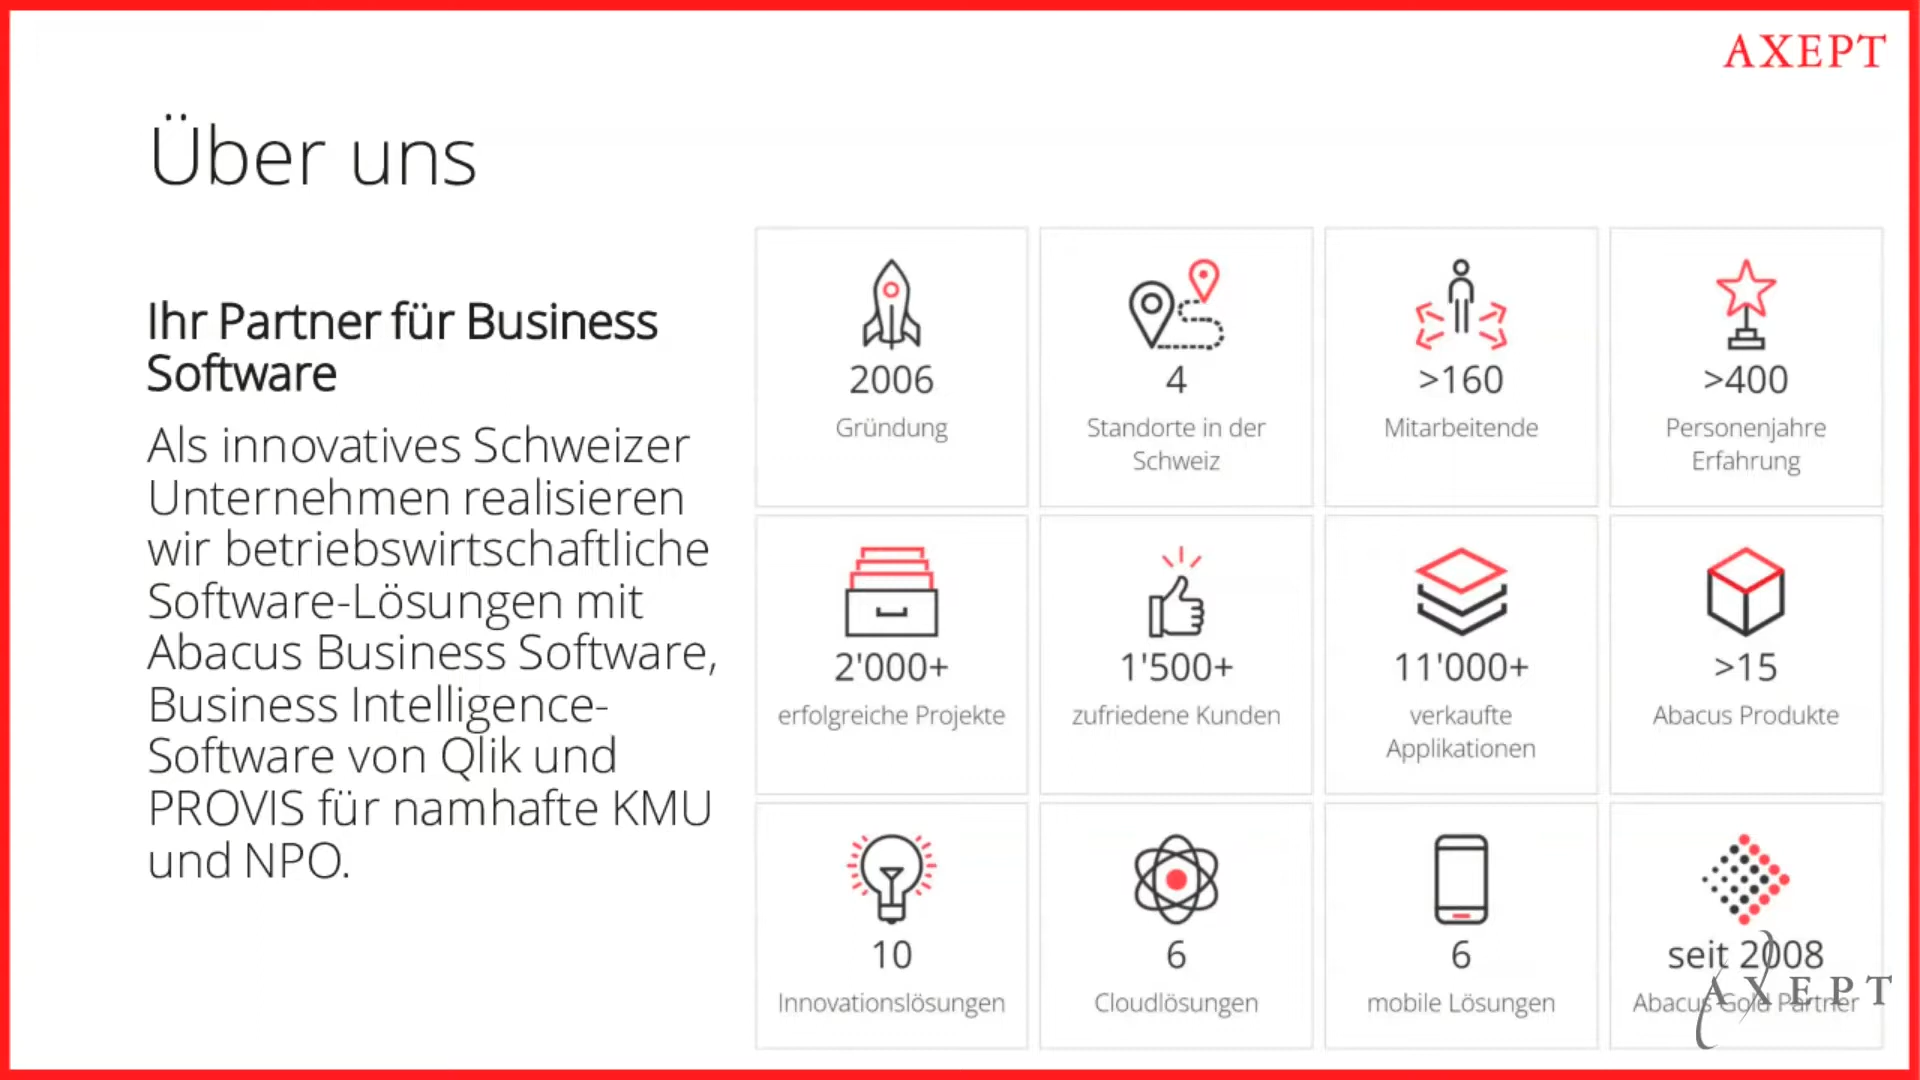 AXEPT
Über uns
Ihr Partner für Business
Software
Als innovatives Schweizer
Unternehmen realisieren
wir betriebswirtschaftliche
Software-Lösungen mit
Abacus Business Software,
Business Intelligence-
Software von Qlik und
PROVIS für namhafte KMU
und NPO.
2006
Gründung
4
Standorte in der
Schweiz
>160
Mitarbeitende
>400
Personenjahre
Erfahrung
2'000+
erfolgreiche Projekte
1'500+
zufriedene Kunden
11'000+
verkaufte
Applikationen
>15
Abacus Produkte
10
Innovationslösungen
6
Cloudlösungen
6
mobile Lösungen
seit 2008
Abacus Gold Partner
AXEPT